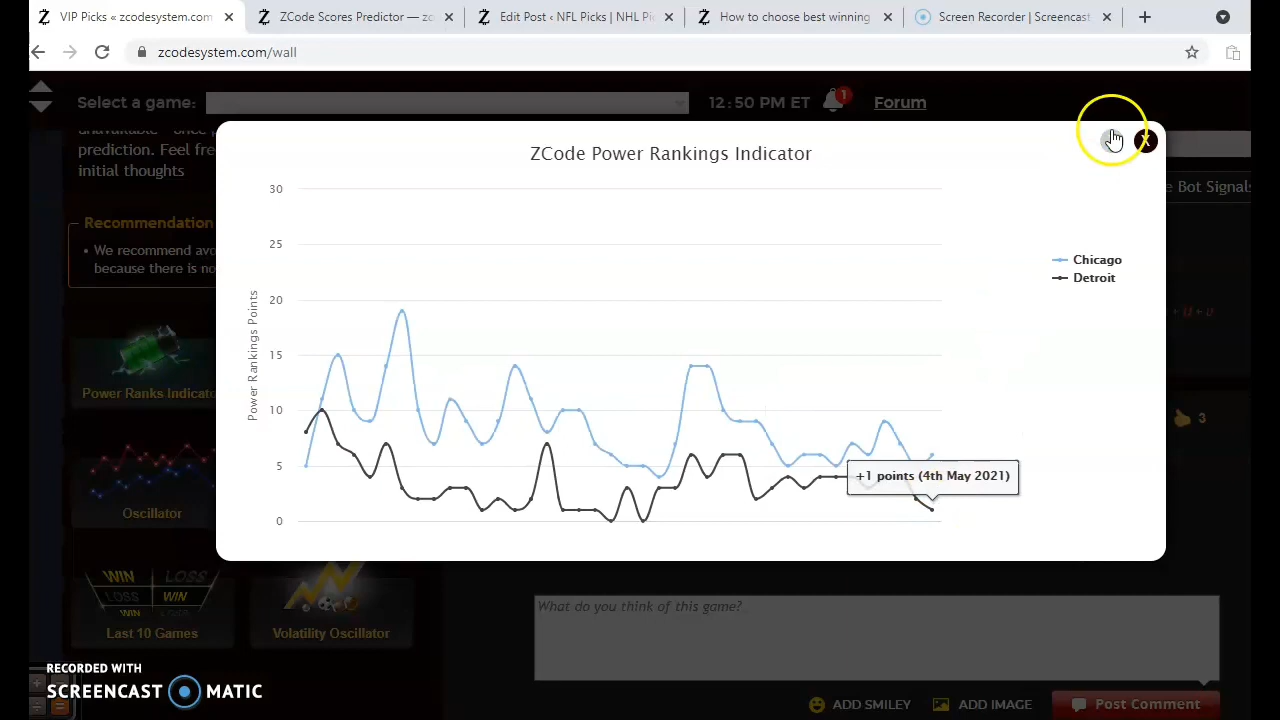 VIP Picks « zcodesystem.com
ZCode Scores Predictor — zc
Edit Post ‹ NFL Picks | NHL Pi
How to choose best winning
Screen Recorder | Screencast
zcodesystem.com/wall
Select a game:
12:50 PM ET
1
Forum
prediction. Feel fre
initial thoughts
X
e Bot Signals
Recommendation
• We recommend avo
because there is no
ZCode Power Rankings Indicator
Power Rankings Points
30
25
20
15
10
5
0
Chicago
Detroit
+1 points (4th May 2021)
3
Power Ranks Indicato
Oscillator
WIN LOSS
LOSS WIN
WIN
Last 10 Games
Volatility Oscillator
What do you think of this game?
ADD SMILEY
ADD IMAGE
Post Comment
RECORDED WITH
SCREENCAST MATIC